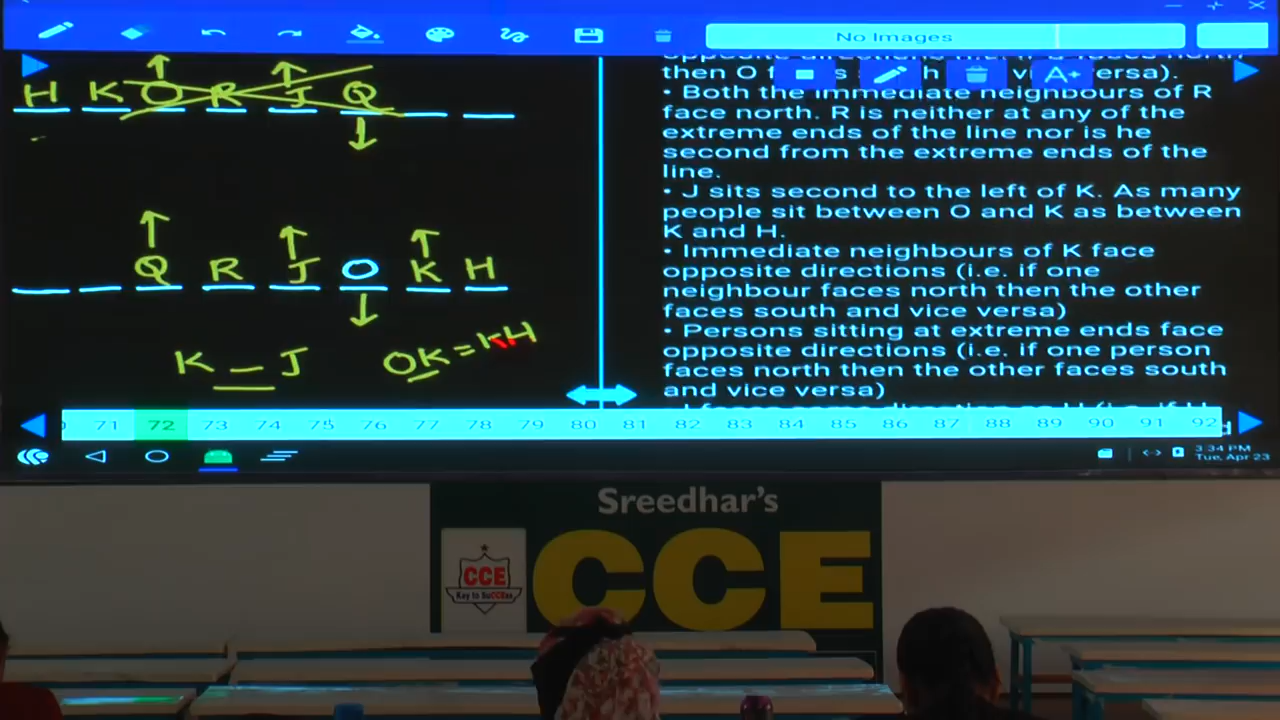 No Images
H K O R J Q
Q R J O K H
K _ J OK = KH
then O
A+
• Both the immediate neighbours of R
face north. R is neither at any of the
extreme ends of the line nor is he
second from the extreme ends of the
line.
• J sits second to the left of K. As many
people sit between O and K as between
K and H.
• Immediate neighbours of K face
opposite directions (i.e. if one
neighbour faces north then the other
faces south and vice versa)
• Persons sitting at extreme ends face
opposite directions (i.e. if one person
faces north then the other faces south
and vice versa)
71 72 73 74 75 76 77 78 79 80 81 82 83 84 85 86 87 88 89 90 91 92
3:34 PM
Tue, Apr 23
Sreedhar's
CCE
CCE
Key to SuCCEss